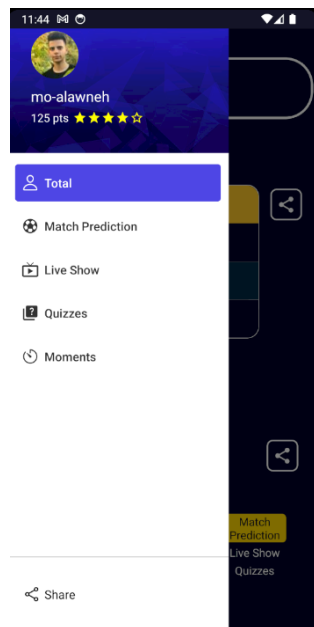 11:44
mo-alawneh
125 pts
Total
Match Prediction
Live Show
Quizzes
Moments
Match
Prediction
Live Show
Quizzes
Share